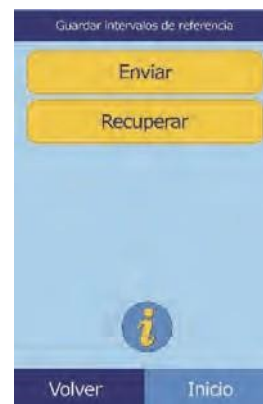 Guardar intervalos de referencia
Enviar
Recuperar
i
Volver
Inicio